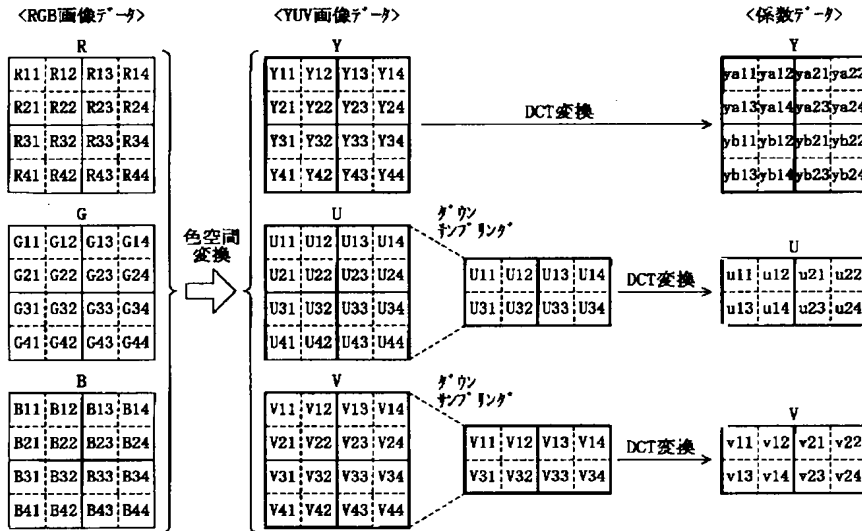 <RGB画像ﾃﾞｰﾀ>
<YUV画像ﾃﾞｰﾀ>
<係数ﾃﾞｰﾀ>
R
R11 R12 R13 R14
R21 R22 R23 R24
R31 R32 R33 R34
R41 R42 R43 R44
G
G11 G12 G13 G14
G21 G22 G23 G24
G31 G32 G33 G34
G41 G42 G43 G44
B
B11 B12 B13 B14
B21 B22 B23 B24
B31 B32 B33 B34
B41 B42 B43 B44
色空間
変換
Y
Y11 Y12 Y13 Y14
Y21 Y22 Y23 Y24
Y31 Y32 Y33 Y34
Y41 Y42 Y43 Y44
U
U11 U12 U13 U14
U21 U22 U23 U24
U31 U32 U33 U34
U41 U42 U43 U44
V
V11 V12 V13 V14
V21 V22 V23 V24
V31 V32 V33 V34
V41 V42 V43 V44
ﾀﾞｳﾝ
ｻﾝﾌﾟﾘﾝｸﾞ
U11 U12 U13 U14
U31 U32 U33 U34
ﾀﾞｳﾝ
ｻﾝﾌﾟﾘﾝｸﾞ
V11 V12 V13 V14
V31 V32 V33 V34
DCT変換
DCT変換
DCT変換
Y
ya11 ya12 ya21 ya22
ya13 ya14 ya23 ya24
yb11 yb12 yb21 yb22
yb13 yb14 yb23 yb24
U
u11 u12 u21 u22
u13 u14 u23 u24
V
v11 v12 v21 v22
v13 v14 v23 v24